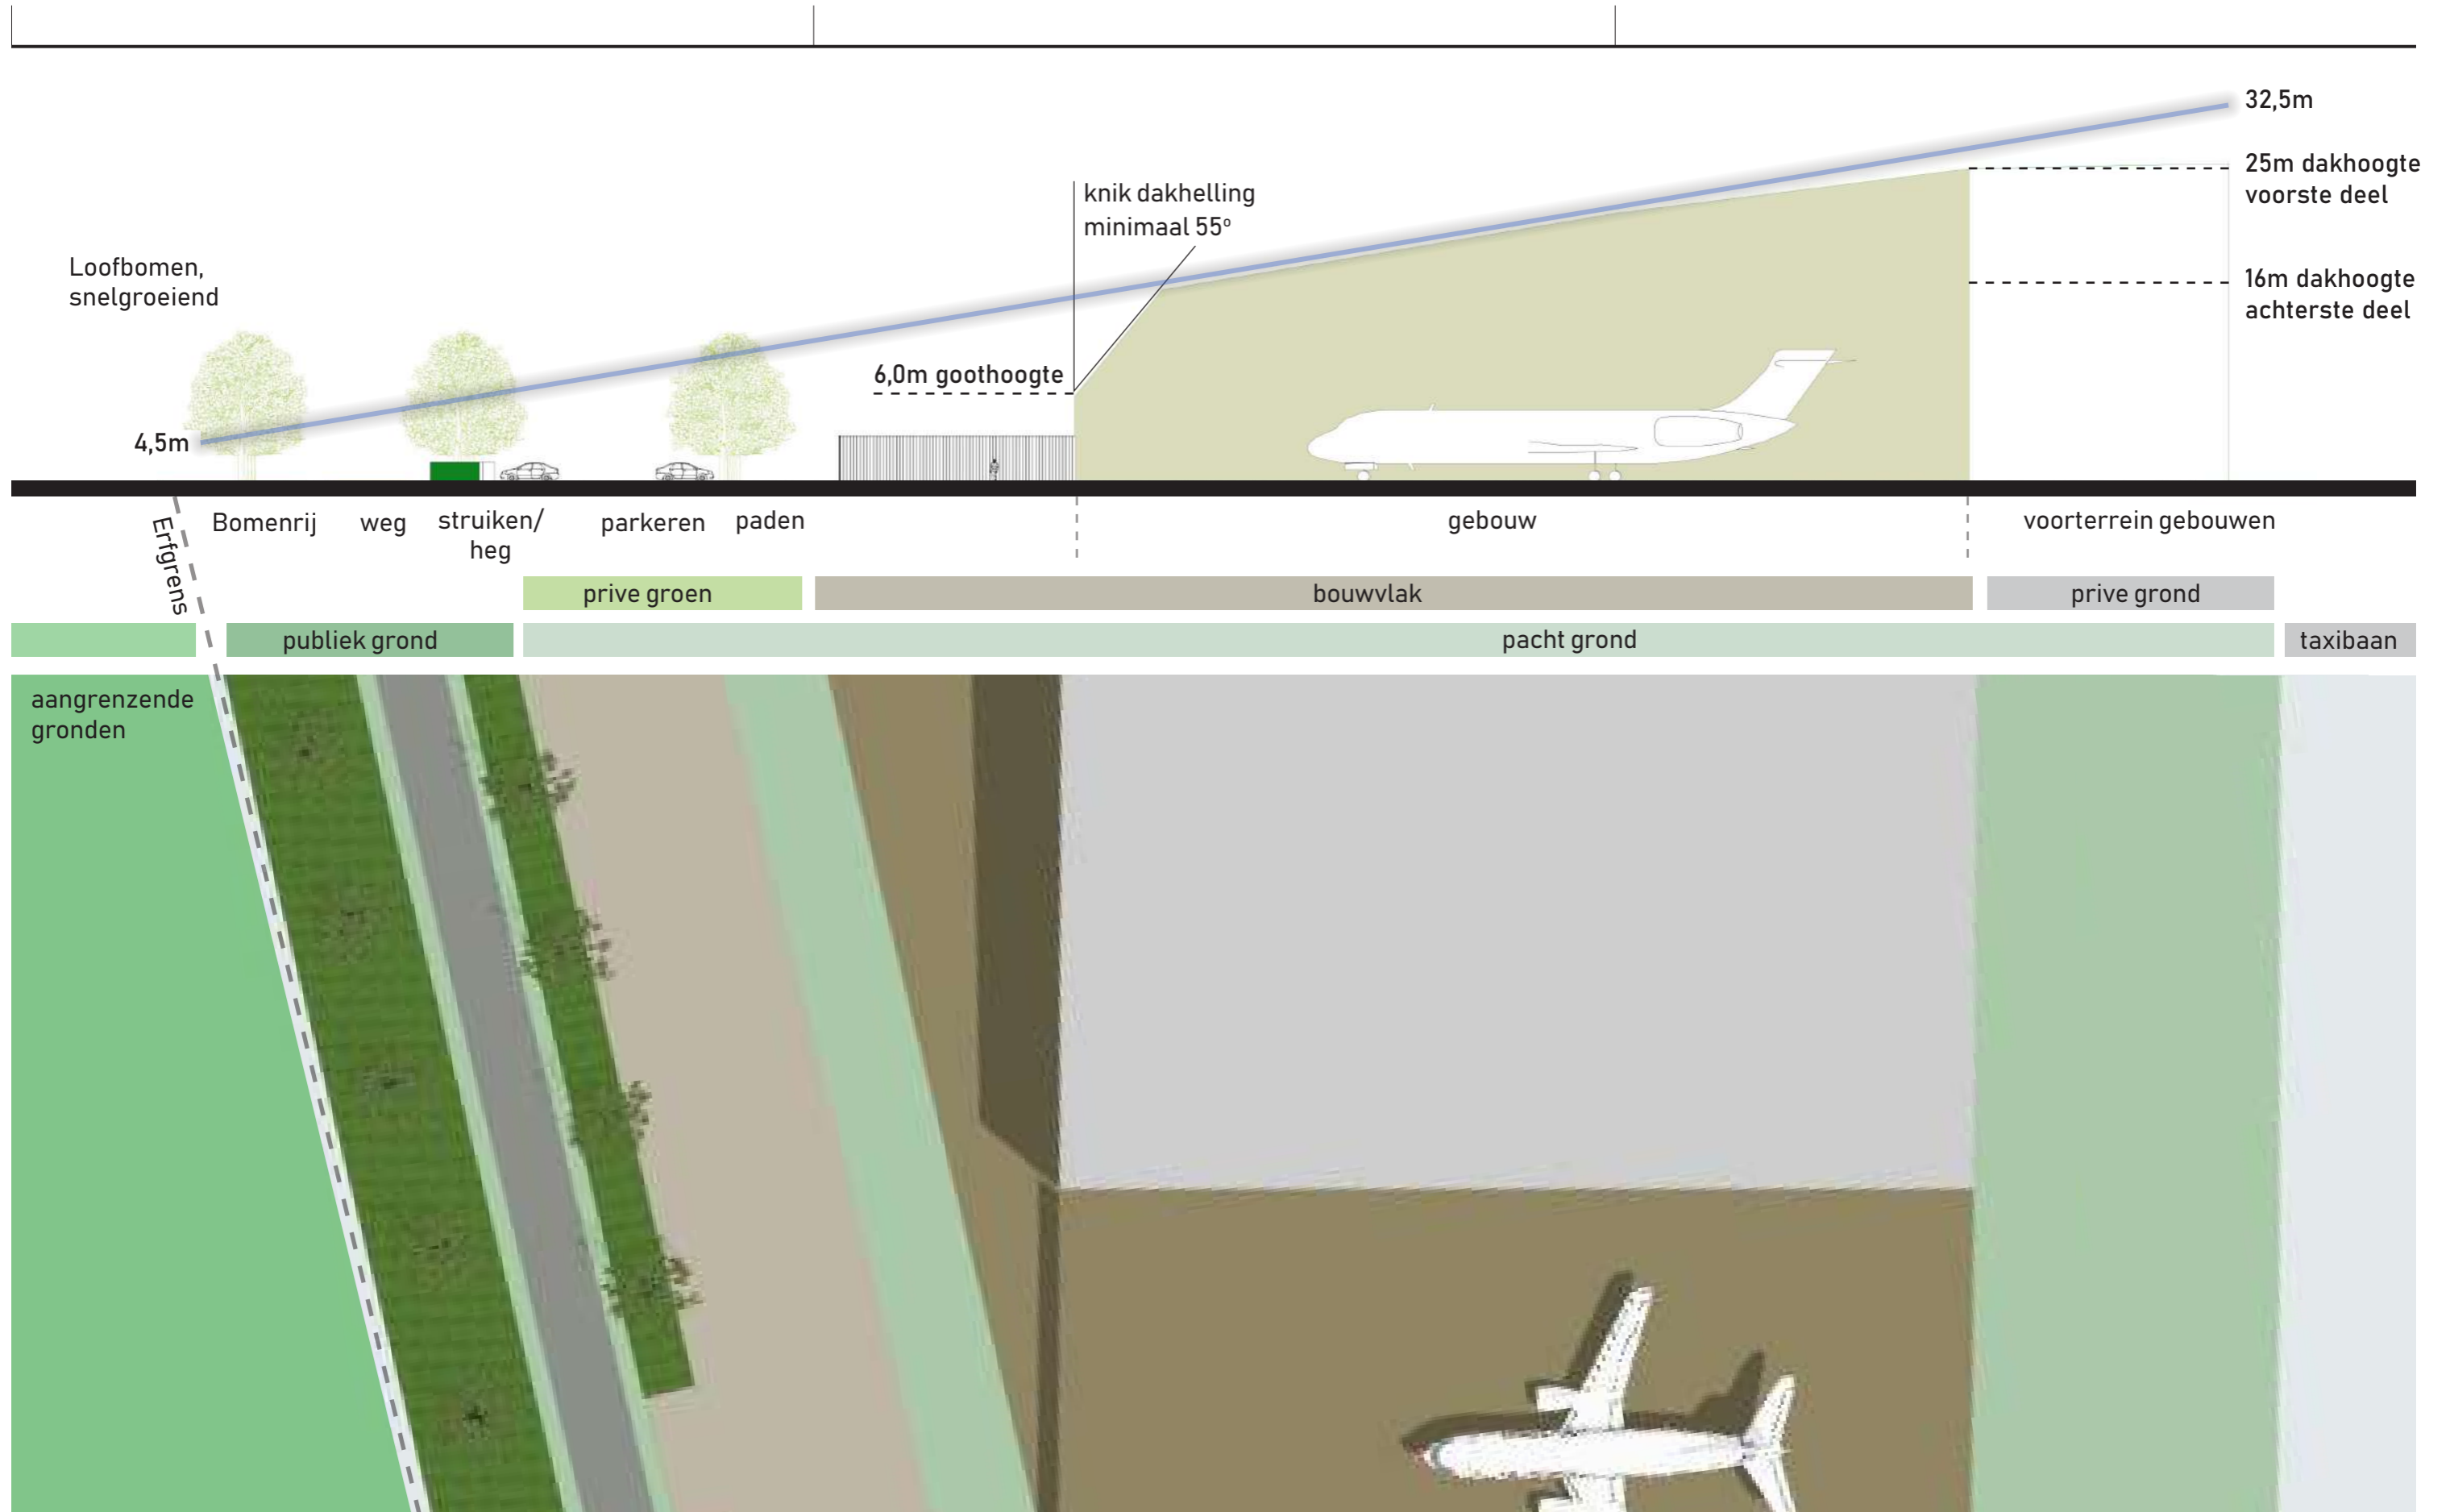 32,5m
25m dakhoogte
voorste deel
knik dakhelling
minimaal 55º
Loofbomen,
snelgroeiend
16m dakhoogte
achterste deel
6,0m goothoogte
4,5m
Erfgrens
Bomenrij
weg
struiken/
heg
parkeren
paden
gebouw
voorterrein gebouwen
prive groen
bouwvlak
prive grond
publiek grond
pacht grond
taxibaan
aangrenzende
gronden